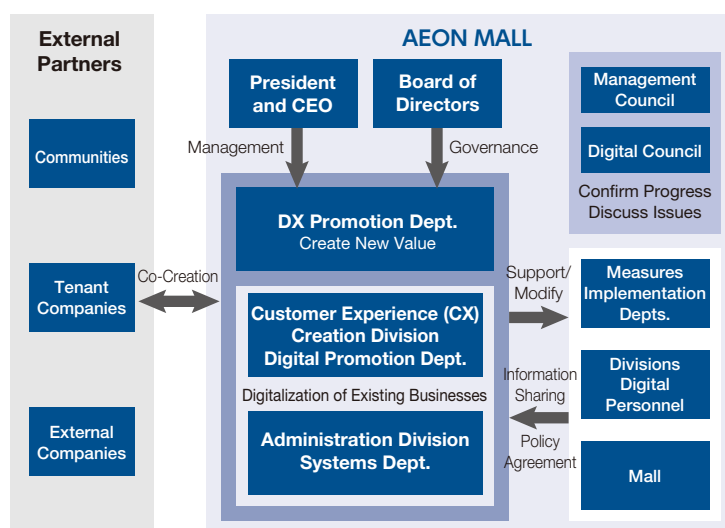 External
Partners
Communities
Tenant
Companies
External
Companies
Co-Creation
AEON MALL
President
and CEO
Board of
Directors
Management
Governance
DX Promotion Dept.
Create New Value
Customer Experience (CX)
Creation Division
Digital Promotion Dept.
Digitalization of Existing Businesses
Administration Division
Systems Dept.
Support/
Modify
Information
Sharing
Policy
Agreement
Management
Council
Digital Council
Confirm Progress
Discuss Issues
Measures
Implementation
Depts.
Divisions
Digital
Personnel
Mall